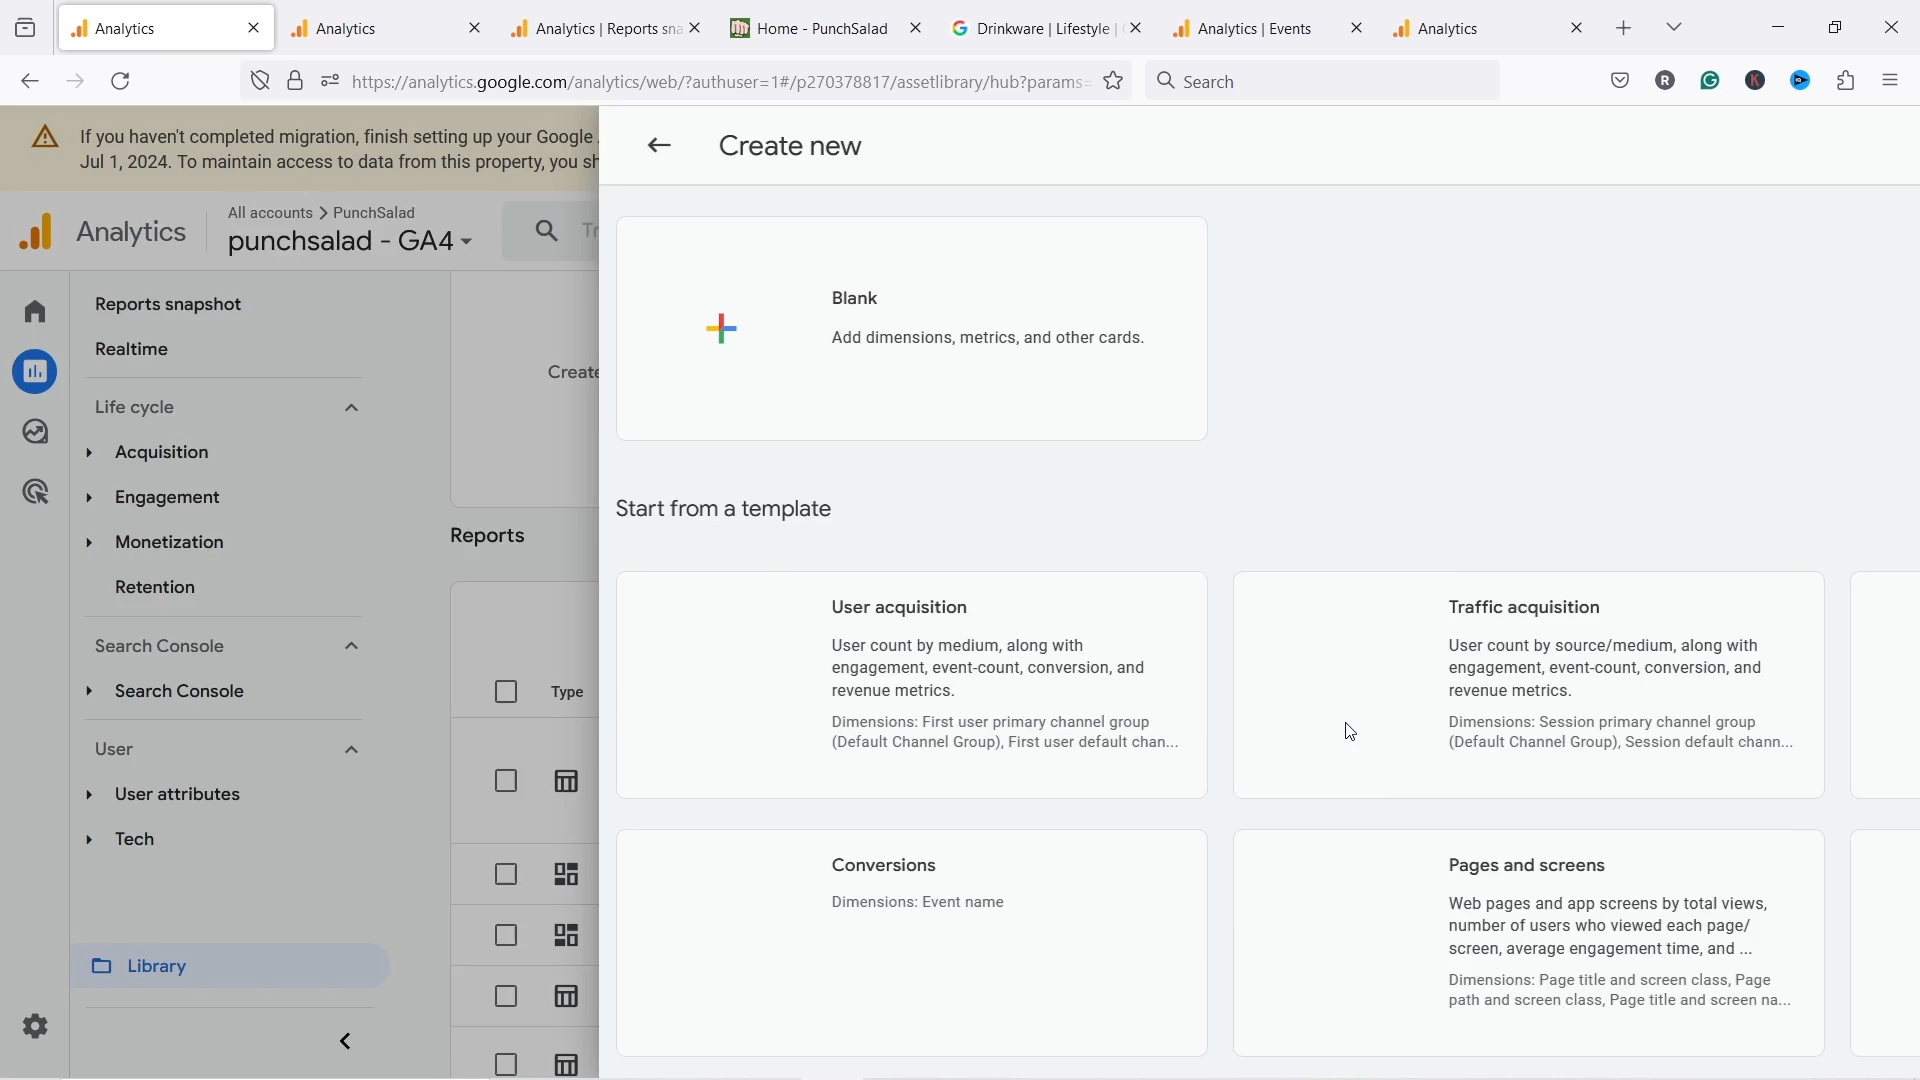 Analytics
Analytics
Analytics | Reports sna
Home - PunchSalad
Drinkware | Lifestyle |
Analytics | Events
Analytics
https://analytics.google.com/analytics/web/?authuser=1#/p270378817/assetlibrary/hub?params=
Search
If you haven't completed migration, finish setting up your Google
Jul 1, 2024. To maintain access to data from this property, you sh
Create new
Analytics
All accounts > PunchSalad
punchsalad - GA4
Tr
Reports snapshot
Realtime
Life cycle
Acquisition
Engagement
Monetization
Retention
Search Console
Search Console
User
User attributes
Tech
Library
Create
Reports
Type
Blank
Add dimensions, metrics, and other cards.
Start from a template
User acquisition
User count by medium, along with
engagement, event-count, conversion, and
revenue metrics.
Dimensions: First user primary channel group
(Default Channel Group), First user default chan...
Traffic acquisition
User count by source/medium, along with
engagement, event-count, conversion, and
revenue metrics.
Dimensions: Session primary channel group
(Default Channel Group), Session default chann...
Conversions
Dimensions: Event name
Pages and screens
Web pages and app screens by total views,
number of users who viewed each page/
screen, average engagement time, and ...
Dimensions: Page title and screen class, Page
path and screen class, Page title and screen na...